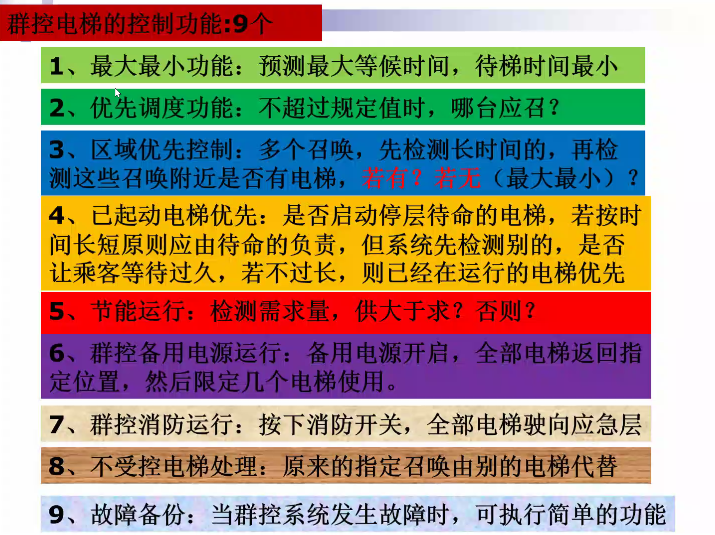 群控电梯的控制功能:9个
1、最大最小功能：预测最大等候时间，待梯时间最小
2、优先调度功能：不超过规定值时，哪台应召？
3、区域优先控制：多个召唤，先检测长时间的，再检
测这些召唤附近是否有电梯，若有？若无（最大最小）？
4、已起动电梯优先：是否启动停层待命的电梯，若按时
间长短原则应由待命的负责，但系统先检测别的，是否
让乘客等待过久，若不过长，则已经在运行的电梯优先
5、节能运行：检测需求量，供大于求？否则？
6、群控备用电源运行：备用电源开启，全部电梯返回指
定位置，然后限定几个电梯使用。
7、群控消防运行：按下消防开关，全部电梯驶向应急层
8、不受控电梯处理：原来的指定召唤由别的电梯代替
9、故障备份：当群控系统发生故障时，可执行简单的功能